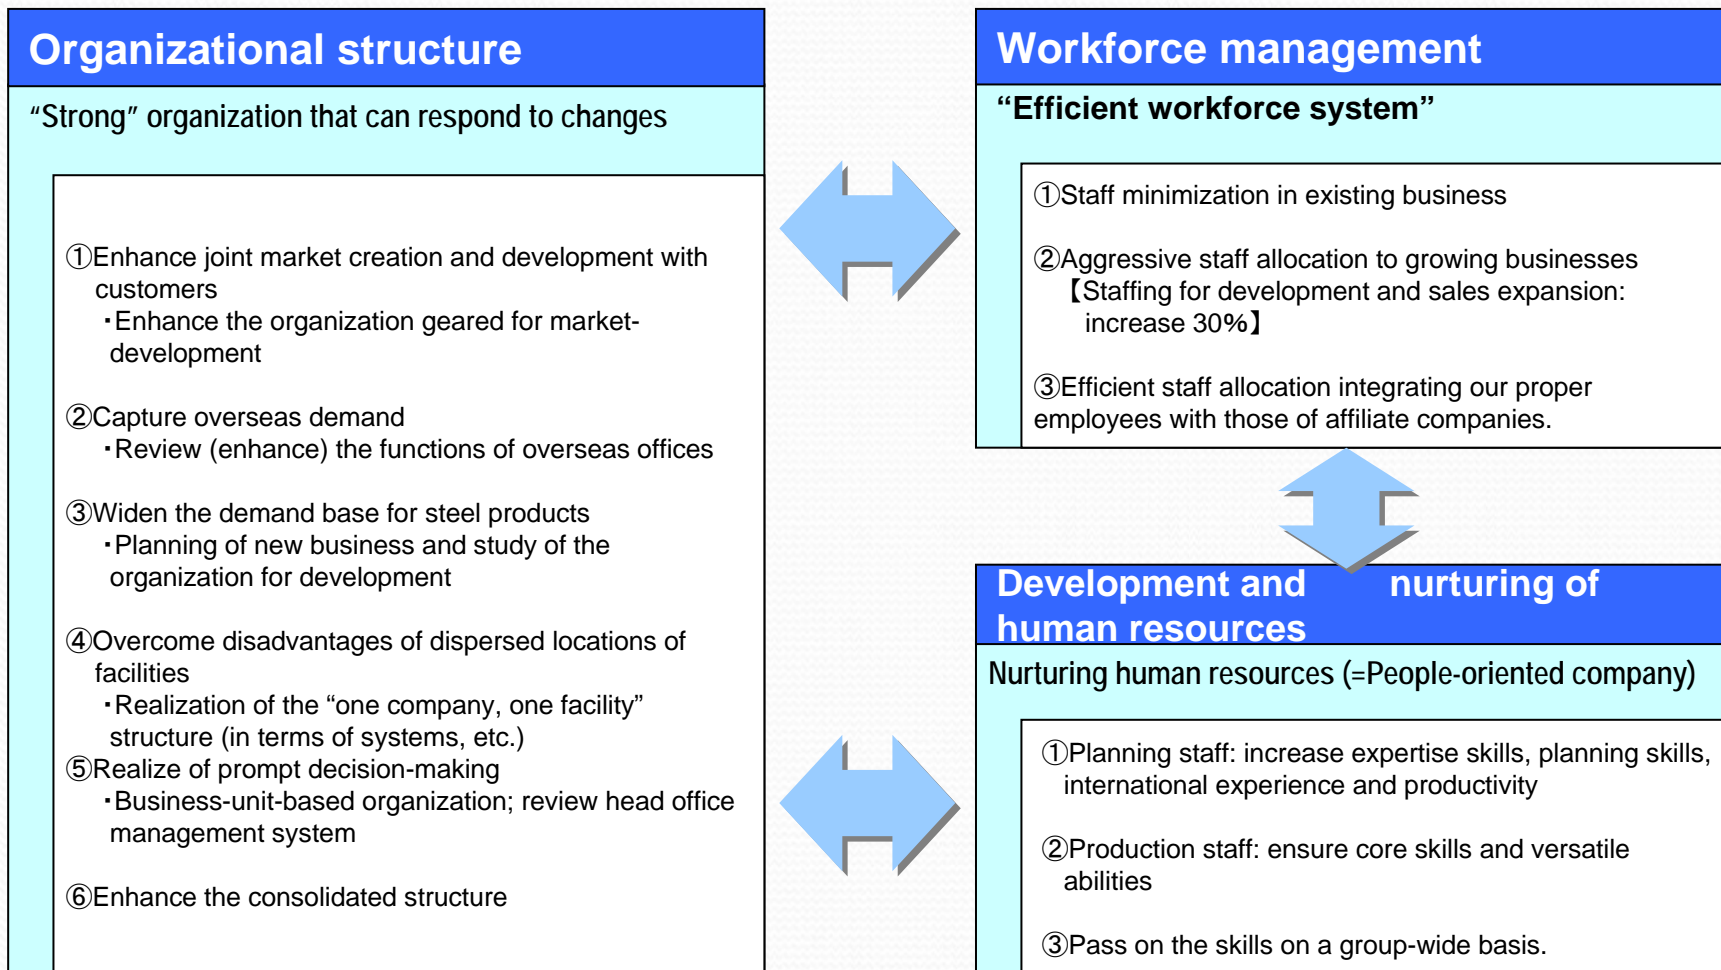 Organizational structure
“Strong” organization that can respond to changes
①Enhance joint market creation and development with
customers
・Enhance the organization geared for market-
development
②Capture overseas demand
・Review (enhance) the functions of overseas offices
③Widen the demand base for steel products
・Planning of new business and study of the
organization for development
④Overcome disadvantages of dispersed locations of
facilities
・Realization of the “one company, one facility”
structure (in terms of systems, etc.)
⑤Realize of prompt decision-making
・Business-unit-based organization; review head office
management system
⑥Enhance the consolidated structure
Workforce management
“Efficient workforce system”
①Staff minimization in existing business
②Aggressive staff allocation to growing businesses
【Staffing for development and sales expansion:
increase 30%】
③Efficient staff allocation integrating our proper
employees with those of affiliate companies.
Development and nurturing of
human resources
Nurturing human resources (=People-oriented company)
①Planning staff: increase expertise skills, planning skills,
international experience and productivity
②Production staff: ensure core skills and versatile
abilities
③Pass on the skills on a group-wide basis.